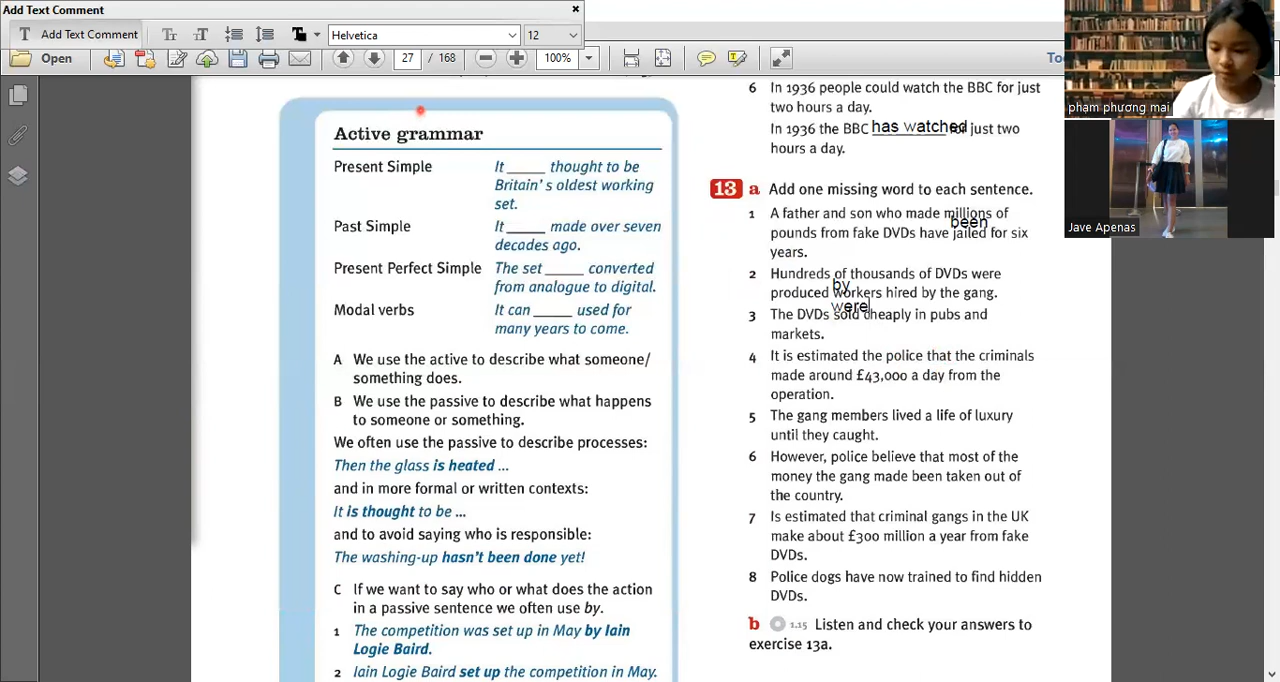 Add Text Comment
Add Text Comment
Helvetica
12
Open
27 / 168
100%
Too
Active grammar
Present Simple It _____ thought to be
Britain's oldest working
set.
Past Simple It _____ made over seven
decades ago.
Present Perfect Simple The set _____ converted
from analogue to digital.
Modal verbs It can _____ used for
many years to come.
A We use the active to describe what someone/
something does.
B We use the passive to describe what happens
to someone or something.
We often use the passive to describe processes:
Then the glass is heated ...
and in more formal or written contexts:
It is thought to be ...
and to avoid saying who is responsible:
The washing-up hasn't been done yet!
C If we want to say who or what does the action
in a passive sentence we often use by.
1 The competition was set up in May by Iain
Logie Baird.
2 Iain Logie Baird set up the competition in May.
6 In 1936 people could watch the BBC for just
two hours a day.
In 1936 the BBC has watched for just two
hours a day.
13 a Add one missing word to each sentence.
1 A father and son who made millions of
been
pounds from fake DVDs have jailed for six
years.
2 Hundreds of thousands of DVDs were
by
produced workers hired by the gang.
were
3 The DVDs sold cheaply in pubs and
markets.
4 It is estimated the police that the criminals
made around £43,000 a day from the
operation.
5 The gang members lived a life of luxury
until they caught.
6 However, police believe that most of the
money the gang made been taken out of
the country.
7 Is estimated that criminal gangs in the UK
make about £300 million a year from fake
DVDs.
8 Police dogs have now trained to find hidden
DVDs.
b 1.15 Listen and check your answers to
exercise 13a.
phạm phương mai
Jave Apenas